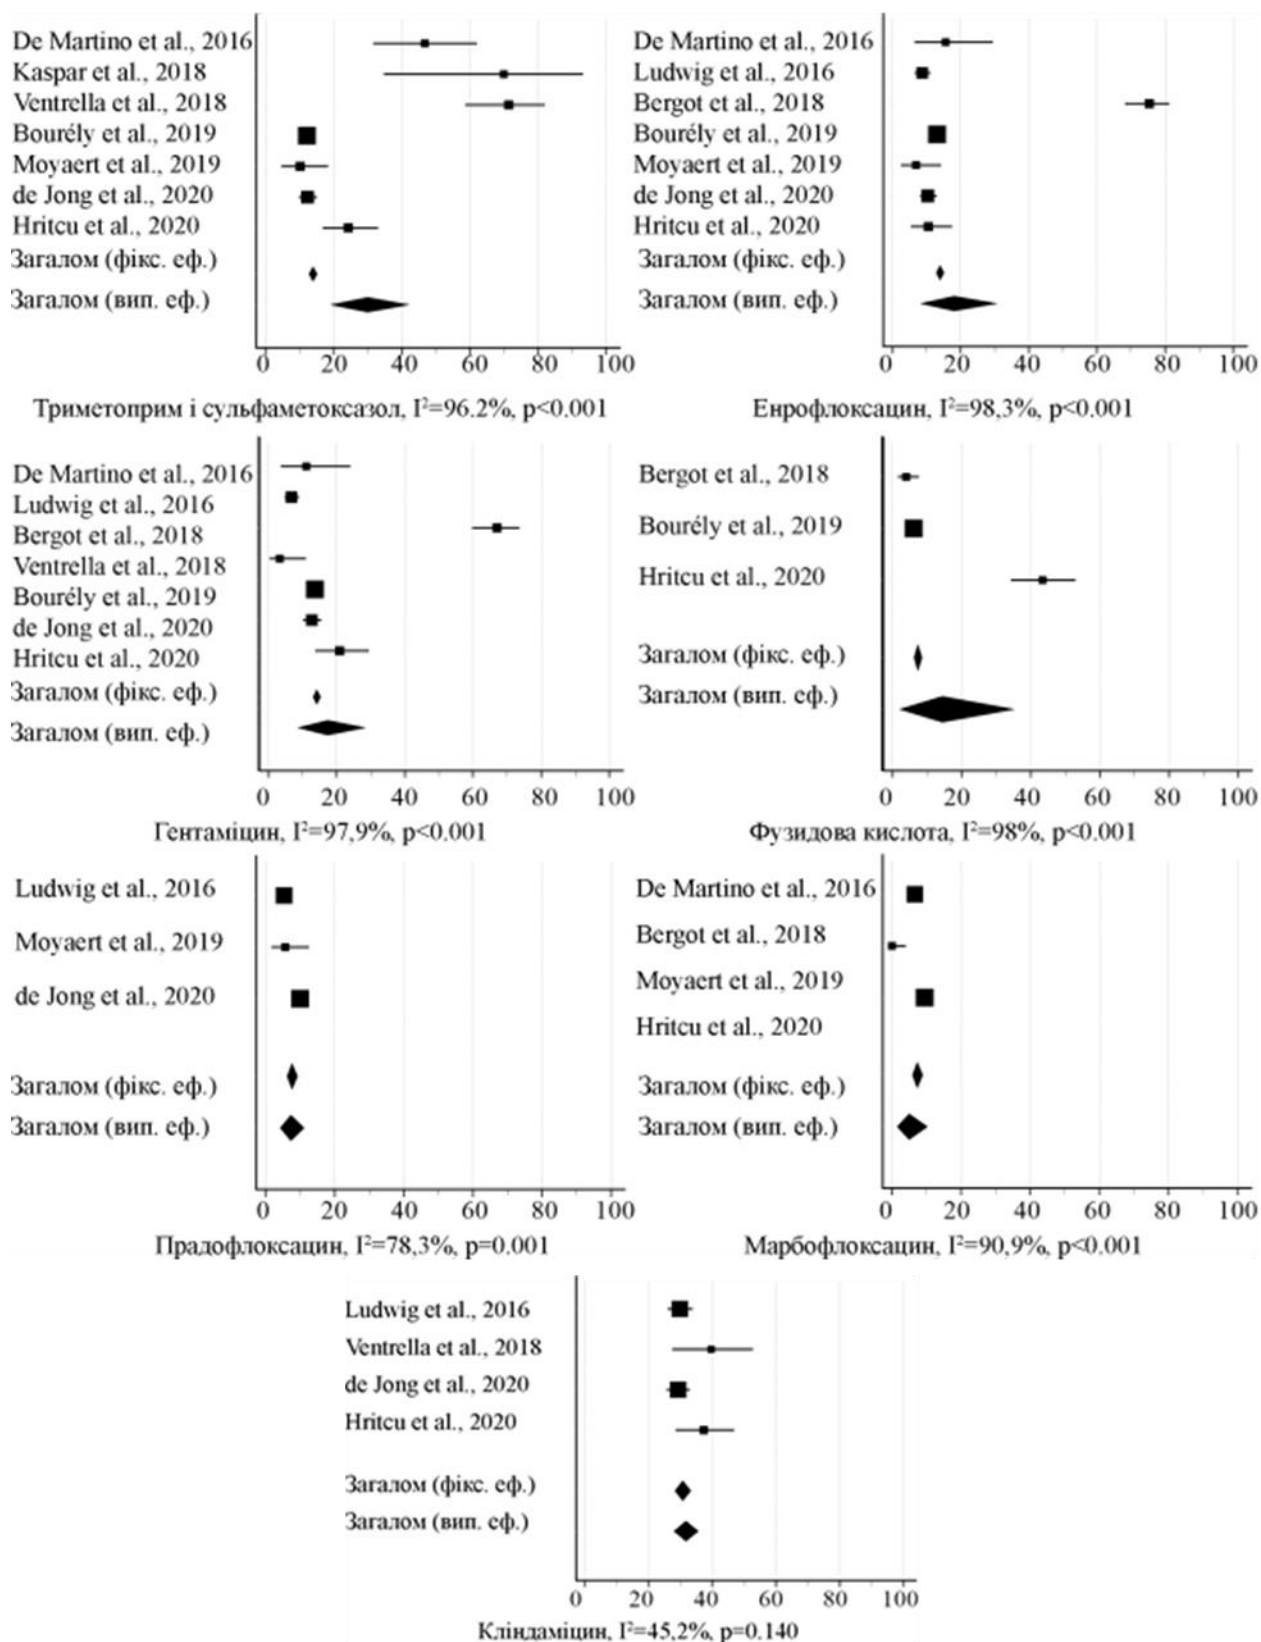 De Martino et al., 2016
Kaspar et al., 2018
Ventrella et al., 2018
Bourély et al., 2019
Moyaert et al., 2019
de Jong et al., 2020
Hritcu et al., 2020
Загалом (фікс. еф.)
Загалом (вип. еф.)
0 20 40 60 80 100
Триметоприм і сульфаметоксазол, I²=96.2%, p<0.001
De Martino et al., 2016
Ludwig et al., 2016
Bergot et al., 2018
Bourély et al., 2019
Moyaert et al., 2019
de Jong et al., 2020
Hritcu et al., 2020
Загалом (фікс. еф.)
Загалом (вип. еф.)
0 20 40 60 80 100
Енрофлоксацин, I²=98,3%, p<0.001
De Martino et al., 2016
Ludwig et al., 2016
Bergot et al., 2018
Ventrella et al., 2018
Bourély et al., 2019
de Jong et al., 2020
Hritcu et al., 2020
Загалом (фікс. еф.)
Загалом (вип. еф.)
0 20 40 60 80 100
Гентаміцин, I²=97,9%, p<0.001
Bergot et al., 2018
Bourély et al., 2019
Hritcu et al., 2020
Загалом (фікс. еф.)
Загалом (вип. еф.)
0 20 40 60 80 100
Фузидова кислота, I²=98%, p<0.001
Ludwig et al., 2016
Moyaert et al., 2019
de Jong et al., 2020
Загалом (фікс. еф.)
Загалом (вип. еф.)
0 20 40 60 80 100
Прадофлоксацин, I²=78,3%, p=0.001
De Martino et al., 2016
Bergot et al., 2018
Moyaert et al., 2019
Hritcu et al., 2020
Загалом (фікс. еф.)
Загалом (вип. еф.)
0 20 40 60 80 100
Марбофлоксацин, I²=90,9%, p<0.001
Ludwig et al., 2016
Ventrella et al., 2018
de Jong et al., 2020
Hritcu et al., 2020
Загалом (фікс. еф.)
Загалом (вип. еф.)
0 20 40 60 80 100
Кліндаміцин, I²=45,2%, p=0.140